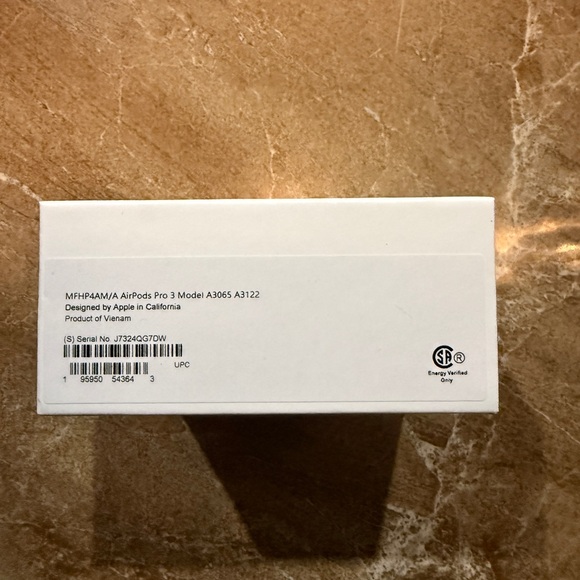 MFHP4AM/A AirPods Pro 3 Model A3065 A3122
Designed by Apple in California
Product of Vienam
(S) Serial No. J7324QG7DW
UPC
1 95950 54364 3
SA ®
Energy Verified
Only